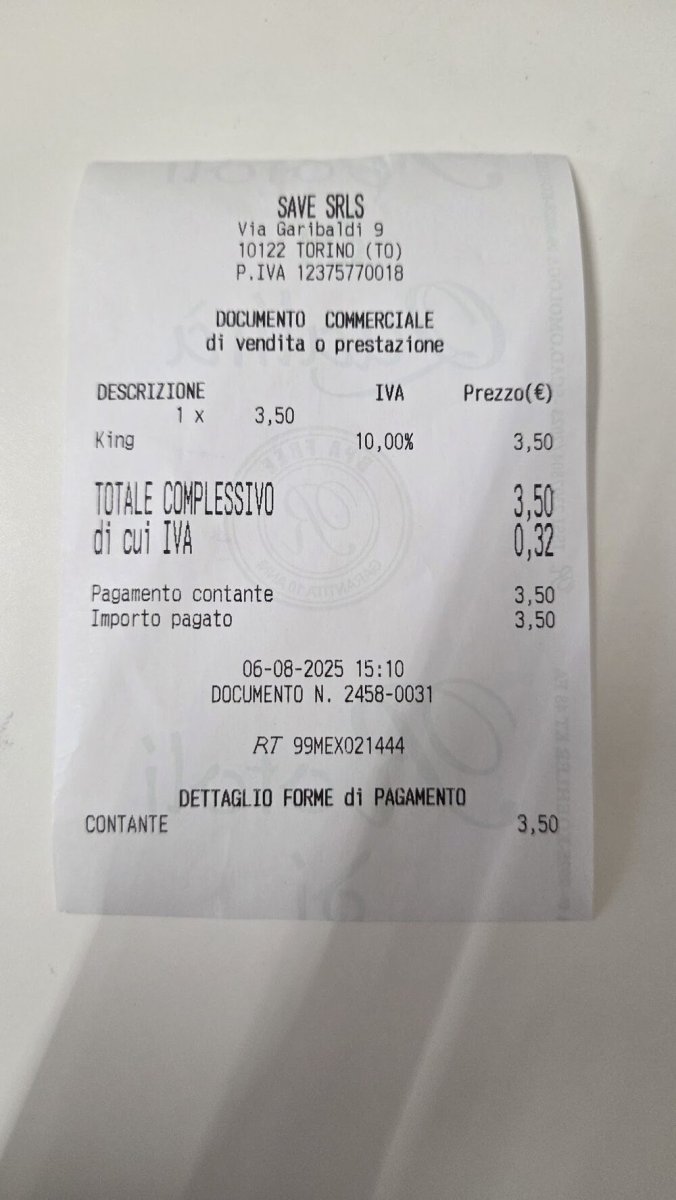 SAVE SRLS
Via Garibaldi 9
10122 TORINO (TO)
P.IVA 12375770018
DOCUMENTO COMMERCIALE
di vendita o prestazione
DESCRIZIONE IVA Prezzo(€)
1 x 3,50
King 10,00% 3,50
TOTALE COMPLESSIVO 3,50
di cui IVA 0,32
Pagamento contante 3,50
Importo pagato 3,50
06-08-2025 15:10
DOCUMENTO N. 2458-0031
RT 99MEX021444
DETTAGLIO FORME di PAGAMENTO
CONTANTE 3,50